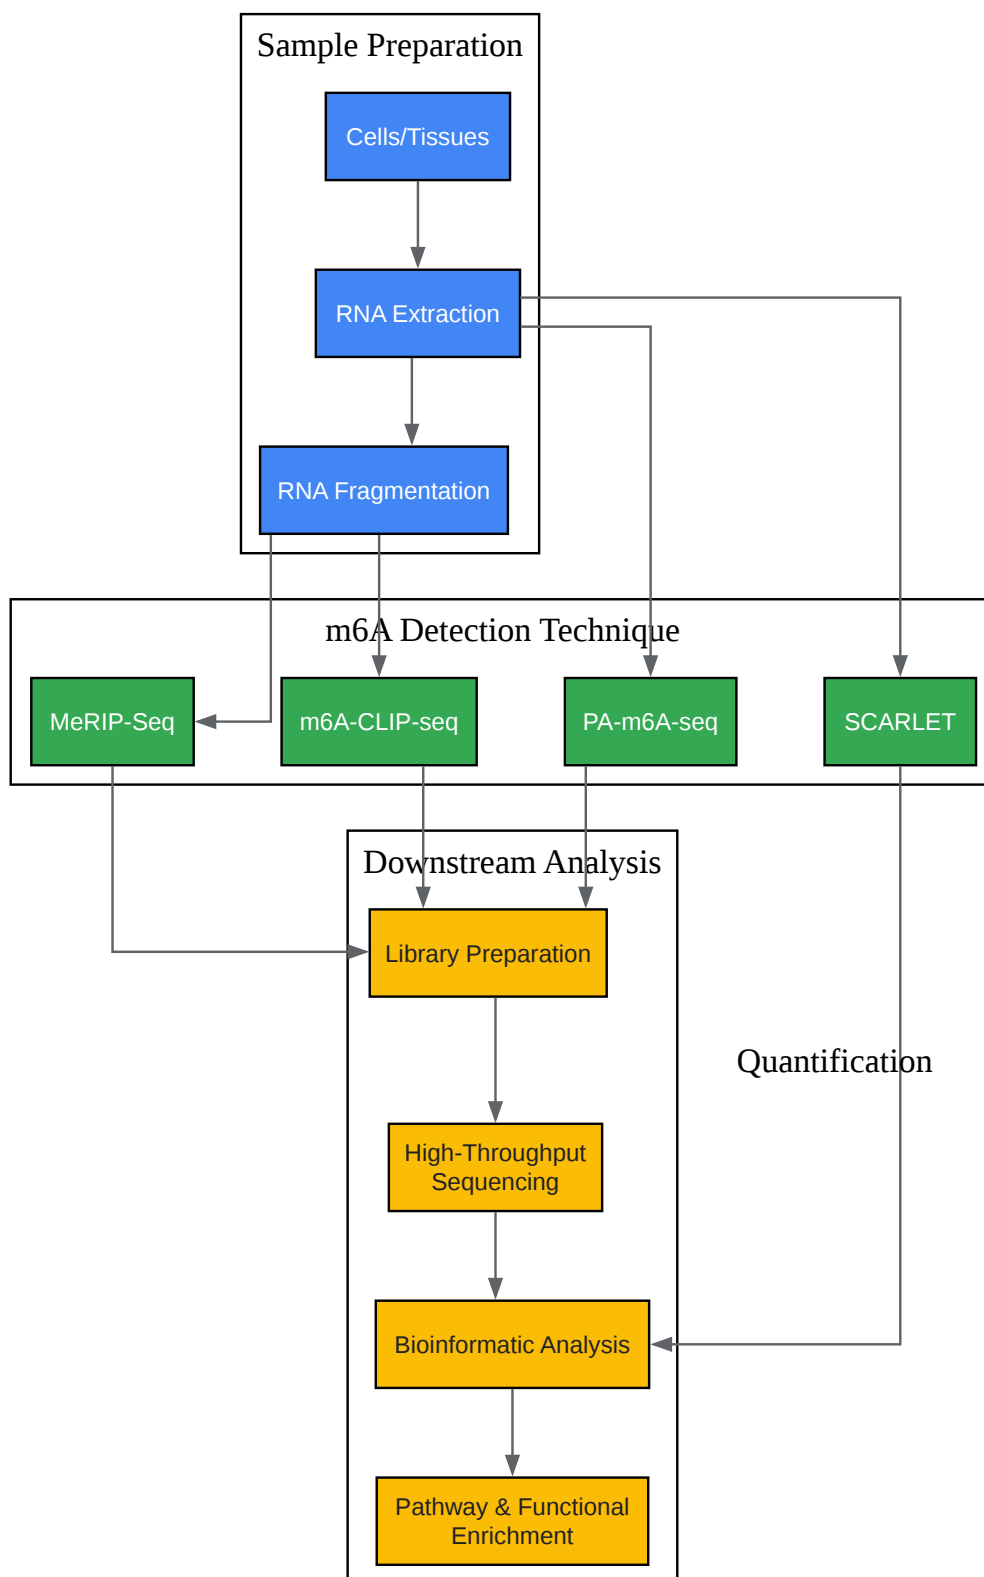 Sample Preparation
Cells/Tissues
RNA Extraction
RNA Fragmentation
m6A Detection Technique
MeRIP-Seq
m6A-CLIP-seq
PA-m6A-seq
SCARLET
Downstream Analysis
Library Preparation
Quantification
High-Throughput
Sequencing
Bioinformatic Analysis
Pathway & Functional
Enrichment